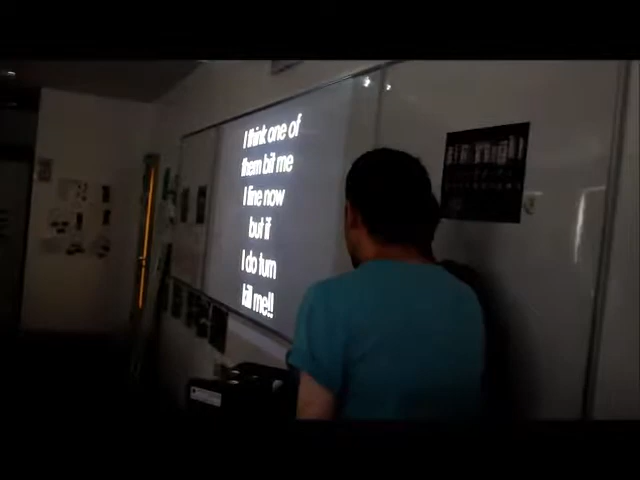 I think one of
them bit me
I fine now
but if
I do turn
kill me!!